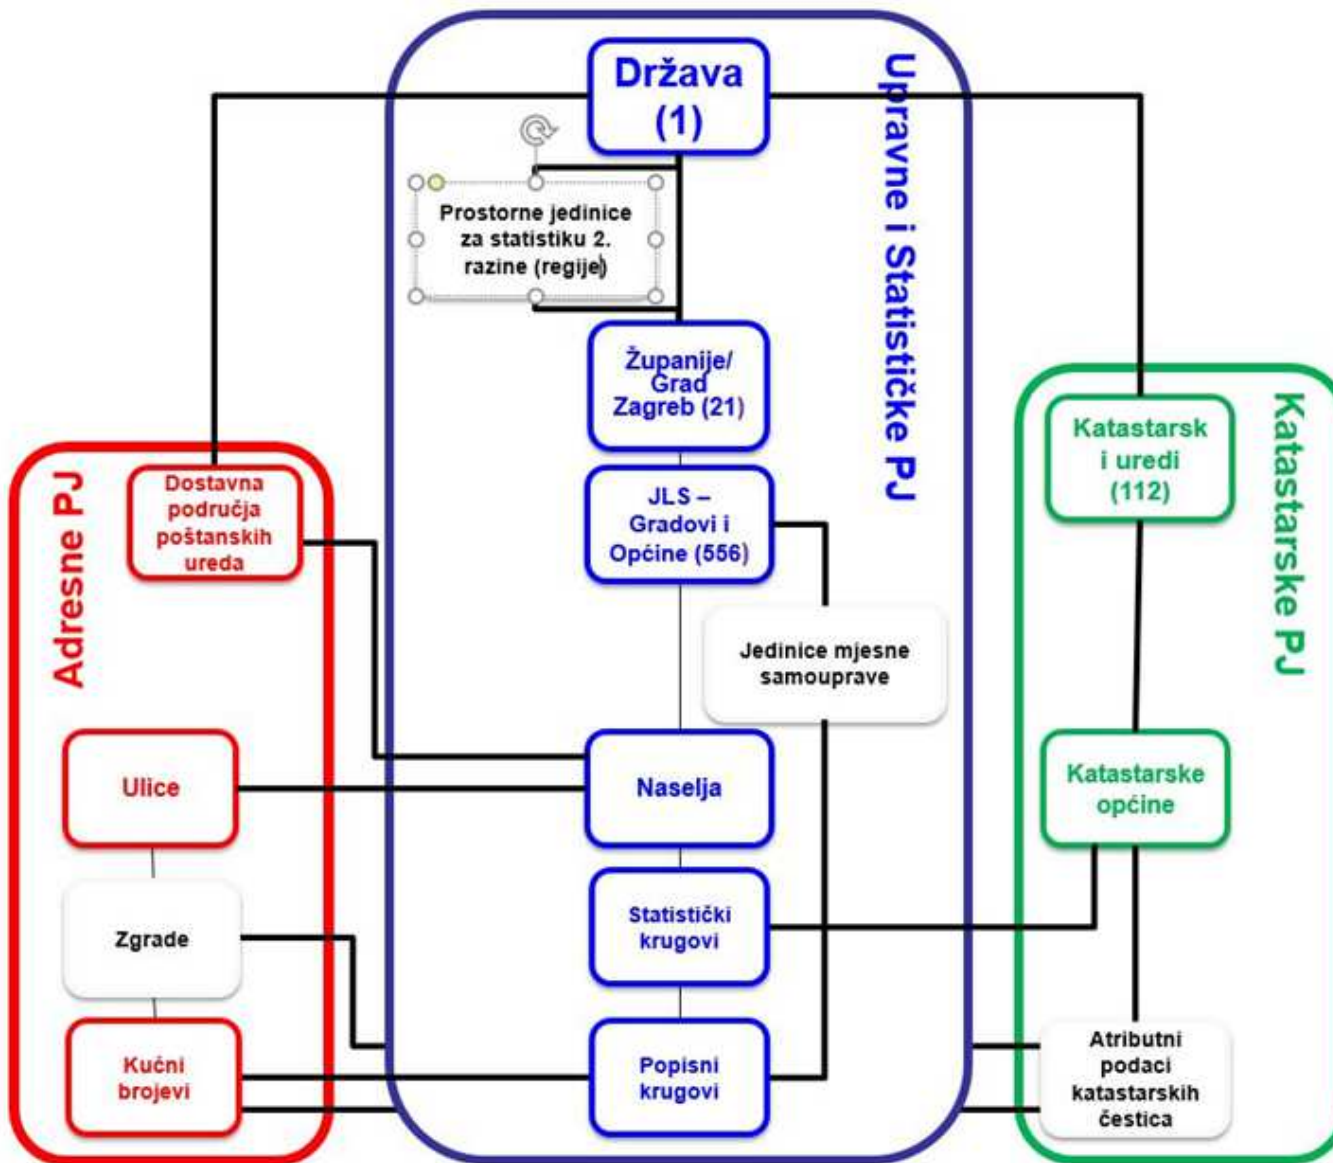 Država
(1)
Upravne i Statističke PJ
Prostorne jedinice
za statistiku 2.
razine (regije)
Županije/
Grad
Zagreb (21)
JLS –
Gradovi i
Općine (556)
Jedinice mjesne
samouprave
Naselja
Statistički
krugovi
Popisni
krugovi
Adresne PJ
Dostavna
područja
poštanskih
ureda
Ulice
Zgrade
Kućni
brojevi
Katastarske PJ
Katastarsk
i uredi
(112)
Katastarske
općine
Atributni
podaci
katastarskih
čestica